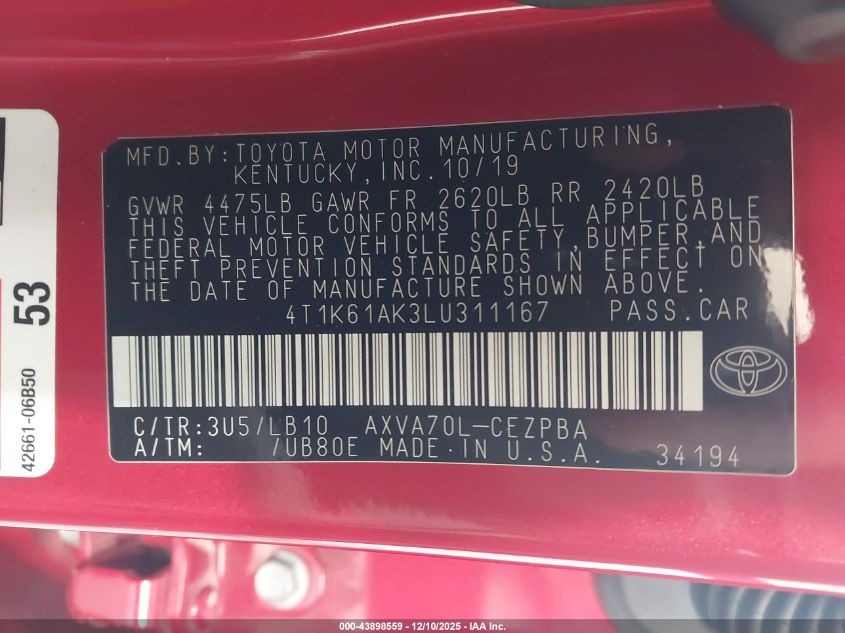 MFD.BY:TOYOTA MOTOR MANUFACTURING,
KENTUCKY,INC.10/19
GVWR 4475LB GAWR FR 2620LB RR 2420LB
THIS VEHICLE CONFORMS TO ALL APPLICABLE
FEDERAL MOTOR VEHICLE SAFETY,BUMPER,AND
THEFT PREVENTION STANDARDS IN EFFECT ON
THE DATE OF MANUFACTURE SHOWN ABOVE.
4T1K61AK3LU311167 PASS.CAR
C/TR:3U5/LB10 AXVA70L-CEZPBA
A/TM: /UB80E MADE IN U.S.A. 34194
53
42661-06B50
000-43898559 - 12/10/2025 - IAA Inc.